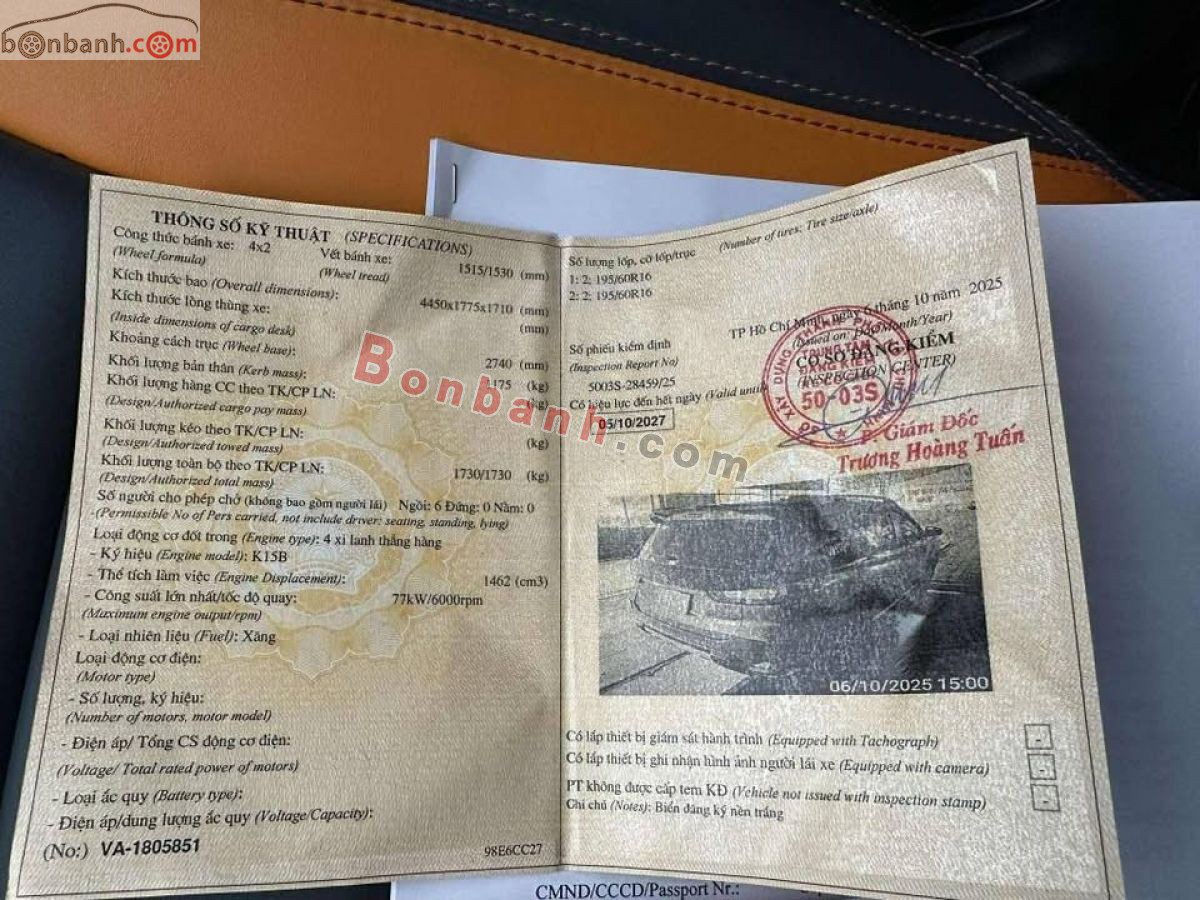 bonbanh.com
THÔNG SỐ KỸ THUẬT (SPECIFICATIONS)
Công thức bánh xe: 4x2 Vết bánh xe: 1515/1530 (mm)
(Wheel formula) (Wheel tread)
Kích thước bao (Overall dimensions): 4450x1775x1710 (mm)
Kích thước lòng thùng xe: (mm)
(Inside dimensions of cargo desk)
Khoảng cách trục (Wheel base): 2740 (mm)
Khối lượng bản thân (Kerb mass): 1175 (kg)
Khối lượng hàng CC theo TK/CP LN: (kg)
(Design/Authorized cargo pay mass)
Khối lượng kéo theo TK/CP LN: (kg)
(Design/Authorized towed mass)
Khối lượng toàn bộ theo TK/CP LN: 1730/1730 (kg)
(Design/Authorized total mass)
Số người cho phép chở (không bao gồm người lái) Ngồi: 6 Đứng: 0 Nằm: 0
(Permissible No of Pers carried, not include driver: seating, standing, lying)
Loại động cơ đốt trong (Engine type): 4 xi lanh thẳng hàng
- Ký hiệu (Engine model): K15B
- Thể tích làm việc (Engine Displacement): 1462 (cm3)
- Công suất lớn nhất/tốc độ quay: 77kW/6000rpm
(Maximum engine output/rpm)
- Loại nhiên liệu (Fuel): Xăng
Loại động cơ điện:
(Motor type)
- Số lượng, ký hiệu:
(Number of motors, motor model)
- Điện áp/ Tổng CS động cơ điện:
(Voltage/ Total rated power of motors)
- Loại ắc quy (Battery type):
- Điện áp/dung lượng ắc quy (Voltage/Capacity):
(No:) VA-1805851 98E6CC27
Số lượng lốp, cỡ lốp/trục (Number of tires; Tire size/axle)
1: 2; 195/60R16
2: 2; 195/60R16
TP Hồ Chí Minh, ngày 6 tháng 10 năm 2025
(Issued on: Day/Month/Year)
Số phiếu kiểm định CƠ SỞ ĐĂNG KIỂM
(Inspection Report No) (INSPECTION CENTER)
5003S-28459/25
Có hiệu lực đến hết ngày (Valid until)
05/10/2027
TRUNG TÂM
ĐĂNG KIỂM
50-03S
P. Giám Đốc
Trương Hoàng Tuấn
Bonbanh.com
06/10/2025 15:00
Có lắp thiết bị giám sát hành trình (Equipped with Tachograph) -
Có lắp thiết bị ghi nhận hình ảnh người lái xe (Equipped with camera) -
PT không được cấp tem KĐ (Vehicle not issued with inspection stamp) -
Ghi chú (Notes): Biển đăng ký nền trắng
CMND/CCCD/Passport Nr.: